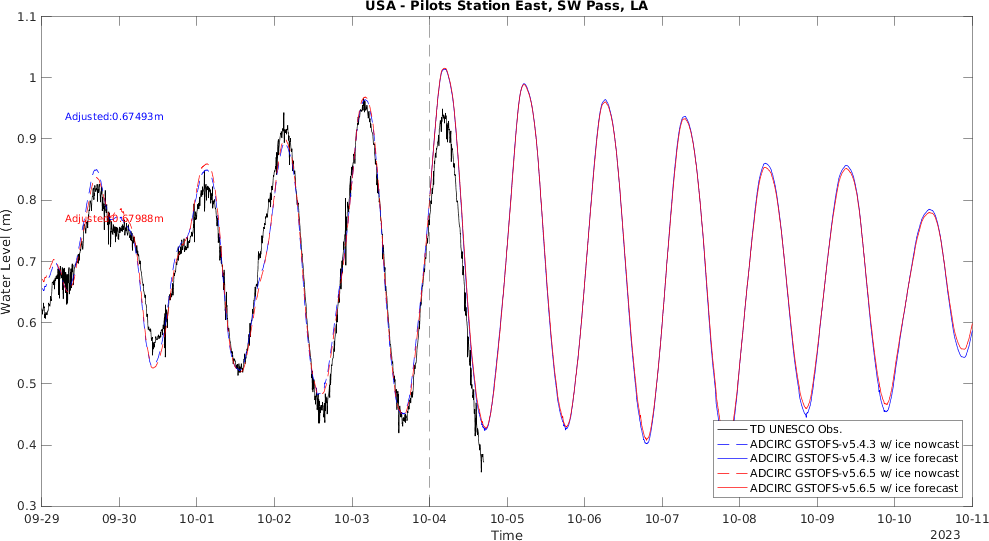 USA - Pilots Station East, SW Pass, LA
1.1
1
0.9
0.8
0.7
0.6
0.5
0.4
0.3
Water Level (m)
Adjusted:0.67493m
Adjusted:0.67988m
TD UNESCO Obs.
ADCIRC GSTOFS-v5.4.3 w/ ice nowcast
ADCIRC GSTOFS-v5.4.3 w/ ice forecast
ADCIRC GSTOFS-v5.6.5 w/ ice nowcast
ADCIRC GSTOFS-v5.6.5 w/ ice forecast
09-29 09-30 10-01 10-02 10-03 10-04 10-05 10-06 10-07 10-08 10-09 10-10 10-11
Time
2023